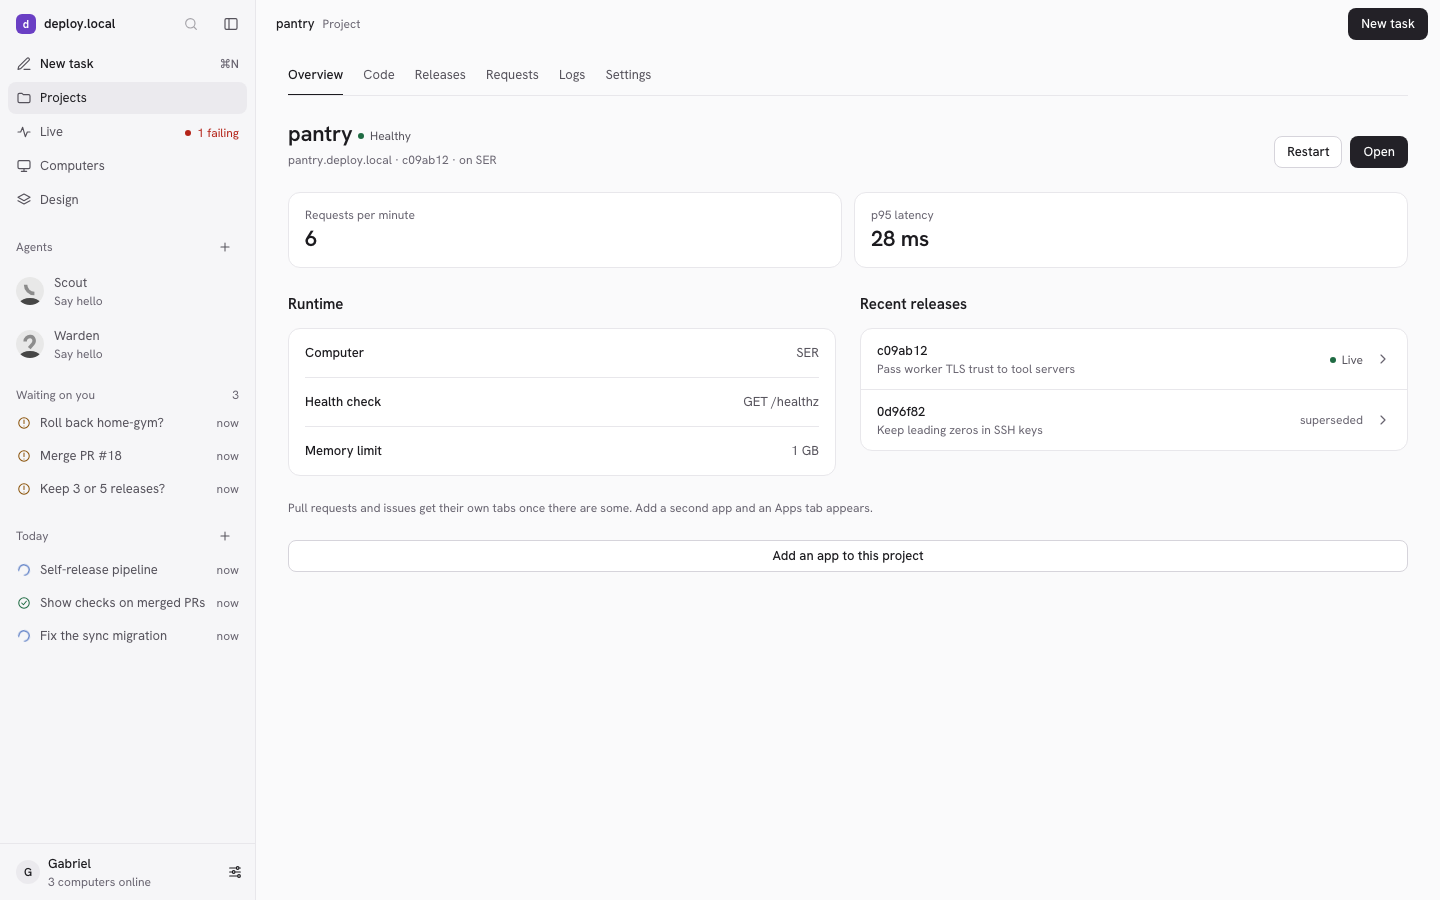 d deploy.local
New task ⌘N
Projects
Live 1 failing
Computers
Design
Agents
Scout
Say hello
Warden
Say hello
Waiting on you 3
Roll back home-gym? now
Merge PR #18 now
Keep 3 or 5 releases? now
Today
Self-release pipeline now
Show checks on merged PRs now
Fix the sync migration now
G Gabriel
3 computers online
pantry Project
New task
Overview Code Releases Requests Logs Settings
pantry Healthy
pantry.deploy.local · c09ab12 · on SER
Restart Open
Requests per minute
6
p95 latency
28 ms
Runtime
Computer SER
Health check GET /healthz
Memory limit 1 GB
Recent releases
c09ab12
Pass worker TLS trust to tool servers
Live
0d96f82
Keep leading zeros in SSH keys
superseded
Pull requests and issues get their own tabs once there are some. Add a second app and an Apps tab appears.
Add an app to this project